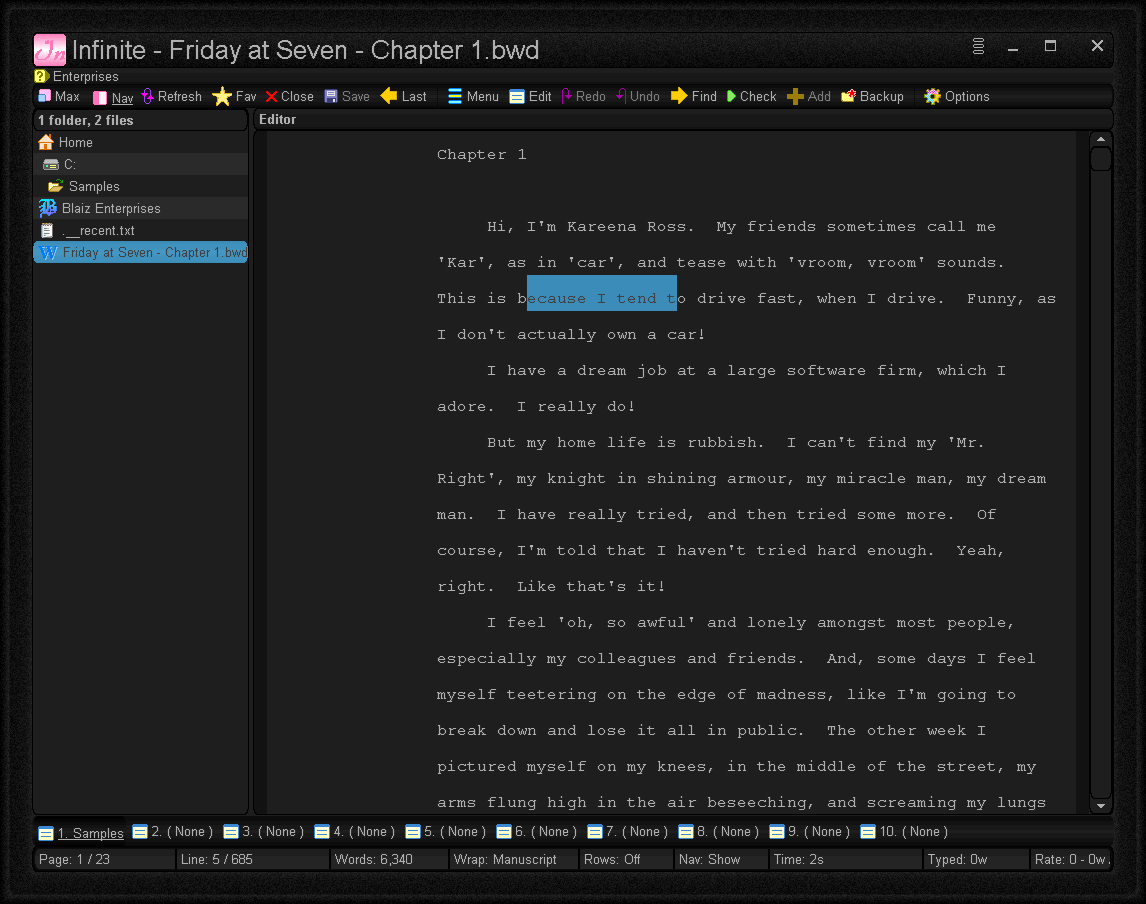 In Infinite - Friday at Seven - Chapter 1.bwd
? Enterprises
Max Nav Refresh Fav Close Save Last Menu Edit Redo Undo Find Check Add Backup Options
1 folder, 2 files
Home
C:
Samples
Blaiz Enterprises
.__recent.txt
Friday at Seven - Chapter 1.bwd
Editor
Chapter 1
Hi, I'm Kareena Ross.  My friends sometimes call me
'Kar', as in 'car', and tease with 'vroom, vroom' sounds.
This is because I tend to drive fast, when I drive.  Funny, as
I don't actually own a car!
I have a dream job at a large software firm, which I
adore.  I really do!
But my home life is rubbish.  I can't find my 'Mr.
Right', my knight in shining armour, my miracle man, my dream
man.  I have really tried, and then tried some more.  Of
course, I'm told that I haven't tried hard enough.  Yeah,
right.  Like that's it!
I feel 'oh, so awful' and lonely amongst most people,
especially my colleagues and friends.  And, some days I feel
myself teetering on the edge of madness, like I'm going to
break down and lose it all in public.  The other week I
pictured myself on my knees, in the middle of the street, my
arms flung high in the air beseeching, and screaming my lungs
1. Samples 2. ( None ) 3. ( None ) 4. ( None ) 5. ( None ) 6. ( None ) 7. ( None ) 8. ( None ) 9. ( None ) 10. ( None )
Page: 1 / 23 Line: 5 / 685 Words: 6,340 Wrap: Manuscript Rows: Off Nav: Show Time: 2s Typed: 0w Rate: 0 - 0w